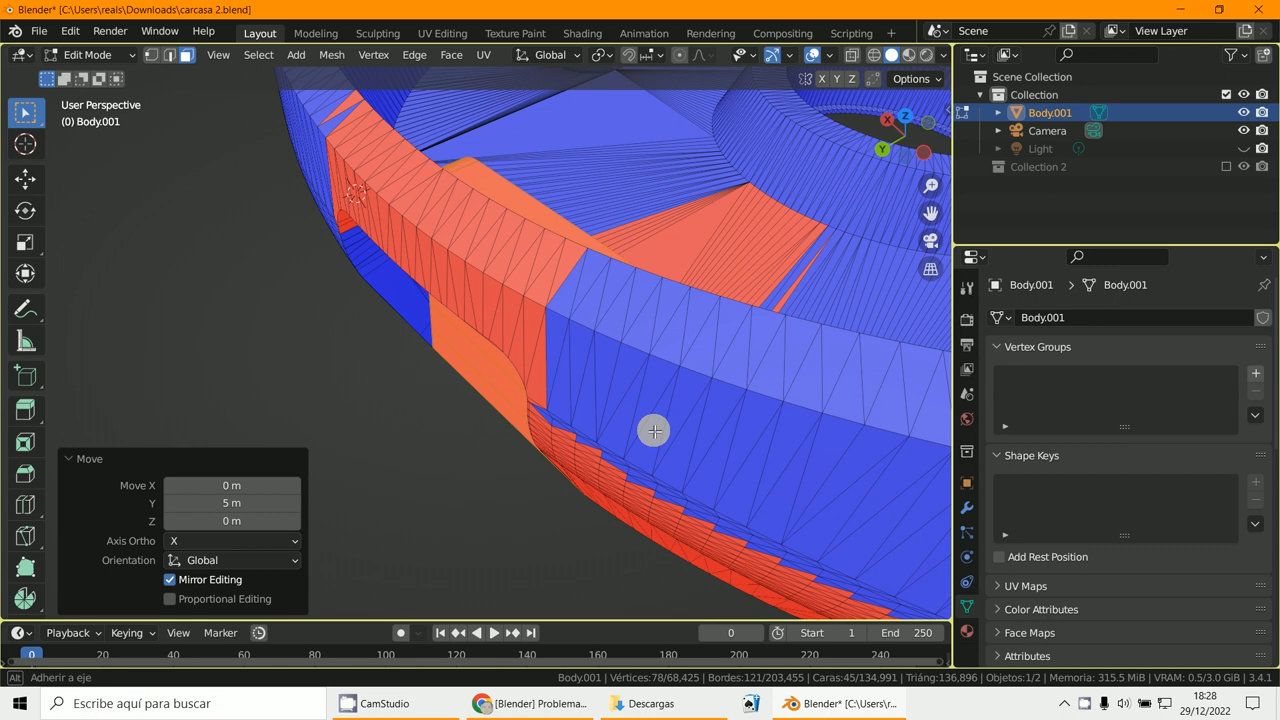 Blender* [C:\Users\reals\Downloads\carcasa 2.blend]
File Edit Render Window Help Layout Modeling Sculpting UV Editing Texture Paint Shading Animation Rendering Compositing Scripting + Scene View Layer
Edit Mode View Select Add Mesh Vertex Edge Face UV Global
X Y Z Options
User Perspective
(0) Body.001
X Y Z
Scene Collection
Collection
Body.001
Camera
Light
Collection 2
Body.001 > Body.001
Body.001
Vertex Groups
Shape Keys
Add Rest Position
UV Maps
Color Attributes
Face Maps
Attributes
Move
Move X 0 m
Y 5 m
Z 0 m
Axis Ortho X
Orientation Global
Mirror Editing
Proportional Editing
Playback Keying View Marker 0 Start 1 End 250
0 20 40 60 80 100 120 140 160 180 200 220 240
Alt Adherir a eje Body.001 | Vértices:78/68,425 | Bordes:121/203,455 | Caras:45/134,991 | Triáng:136,896 | Objetos:1/2 | Memoria: 315.5 MiB | VRAM: 0.5/3.0 GiB | 3.4.1
Escribe aquí para buscar CamStudio [Blender] Problema... Descargas Blender* [C:\Users\r... 18:28
29/12/2022